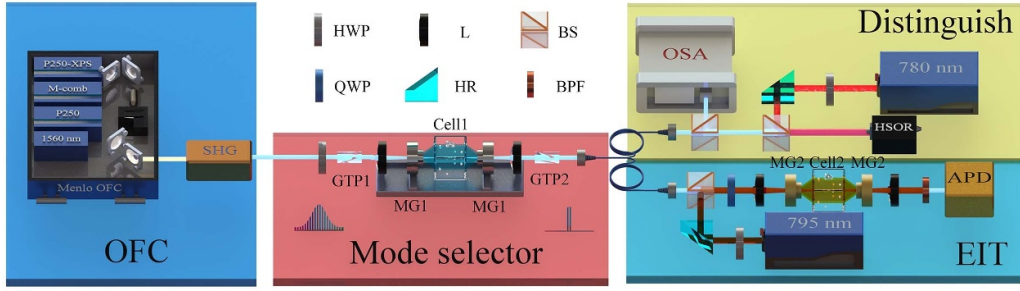 P250-XPS
M-comb
P250
1560 nm
Menlo OFC
SHG
OFC
HWP
L
BS
QWP
HR
BPF
Cell1
GTP1
GTP2
MG1
MG1
Mode selector
Distinguish
OSA
780 nm
HSOR
MG2 Cell2 MG2
APD
795 nm
EIT